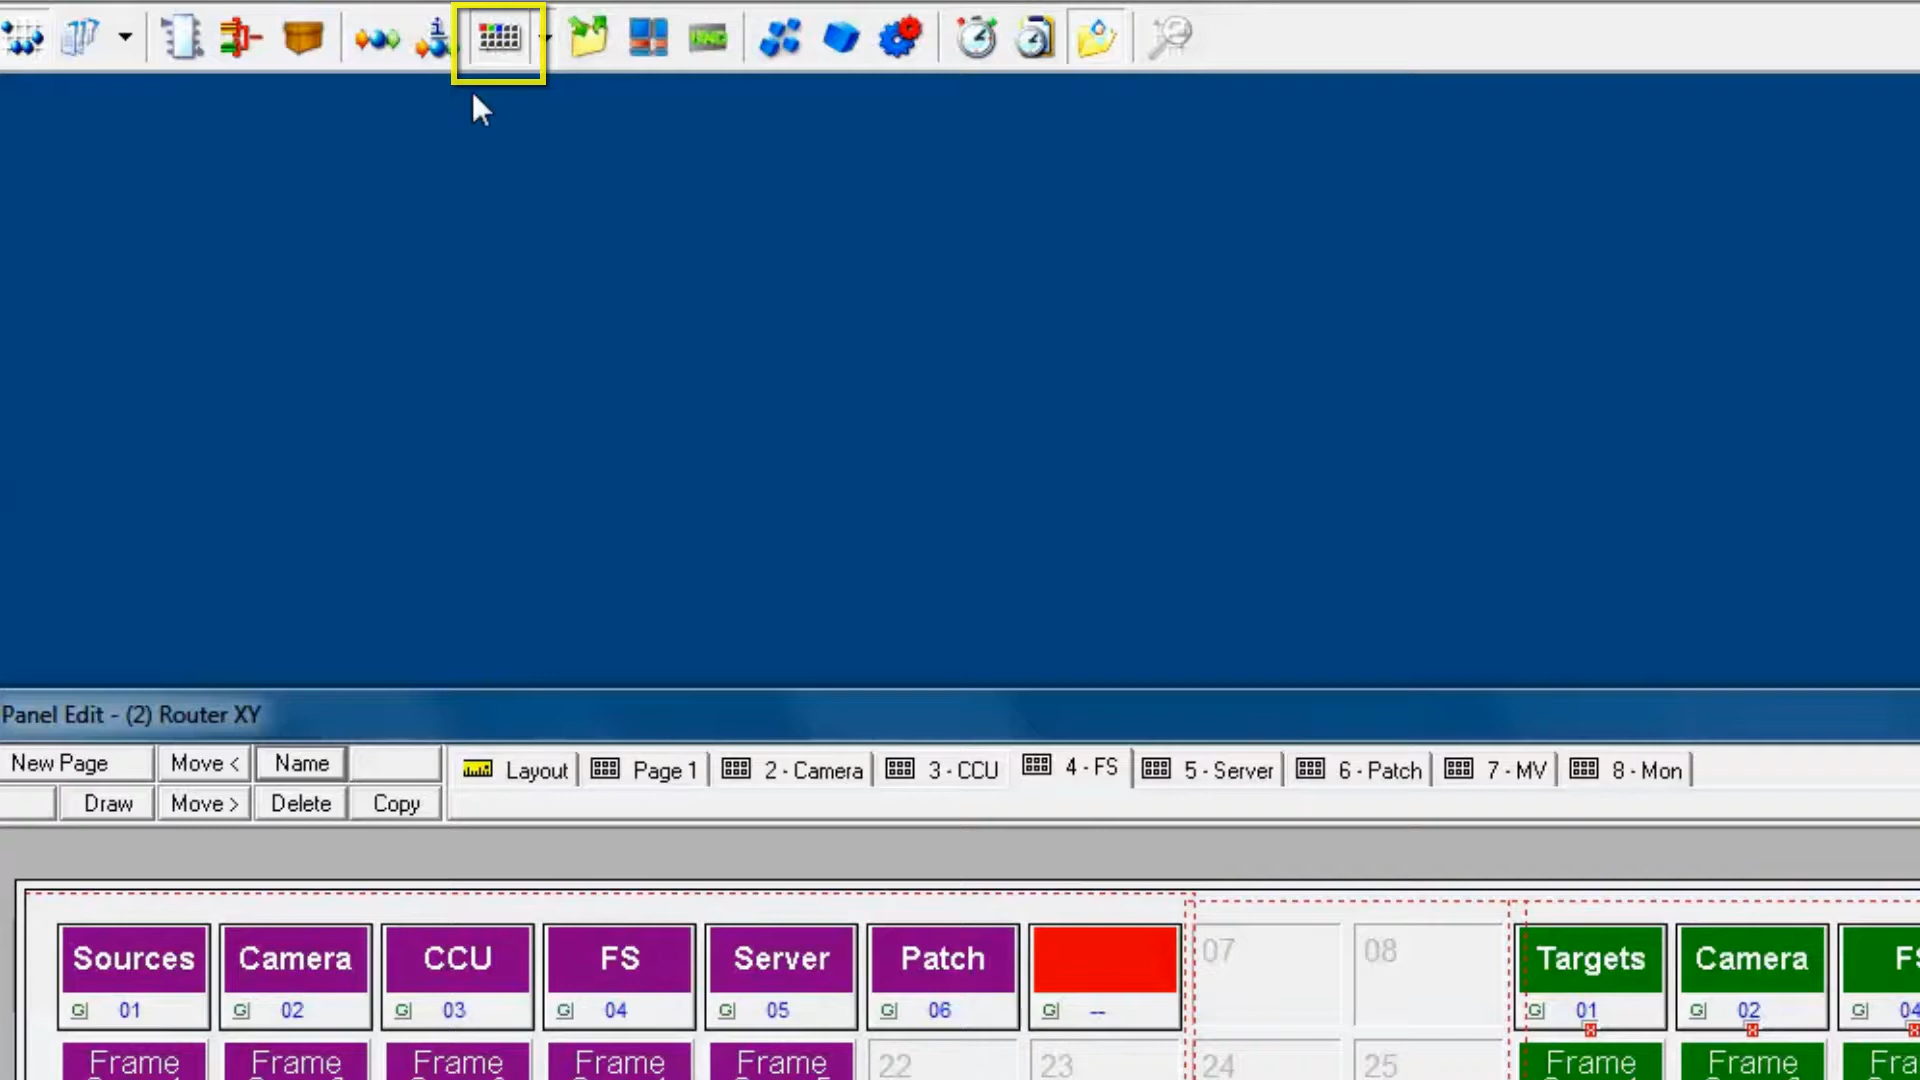 Panel Edit - (2) Router XY
New Page Move < Name
Layout Page 1 2 - Camera 3 - CCU 4 - FS 5 - Server 6 - Patch 7 - MV 8 - Mon
Draw Move > Delete Copy
Sources Camera CCU FS Server Patch 07 08 Targets Camera
G 01 G 02 G 03 G 04 G 05 G 06 G -- G 01 G 02 G 04
Frame Frame Frame Frame Frame 22 23 24 25 Frame Frame